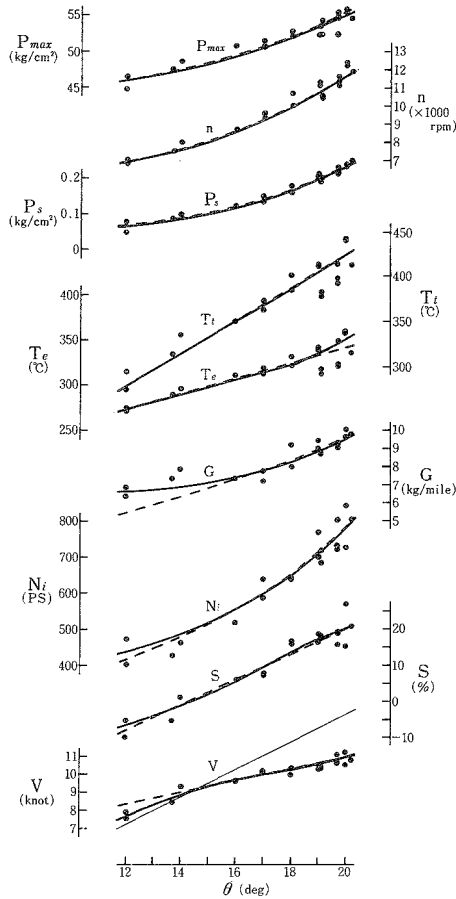 55
P max
(kg/cm²)
50
45
Pmax
13
12
11
10
9
8
7
n
(×1000
rpm)
n
0.2
Ps
(kg/cm²)
0.1
0
Ps
450
400
350
300
Tt
(℃)
Tt
400
350
Te
(℃)
300
250
Te
10
9
8
7
6
5
G
(kg/mile)
G
800
700
Ni
(PS)
600
500
400
Ni
20
10
0
-10
S
(%)
S
11
10
9
8
7
V
(knot)
V
12 14 16 18 20
θ (deg)